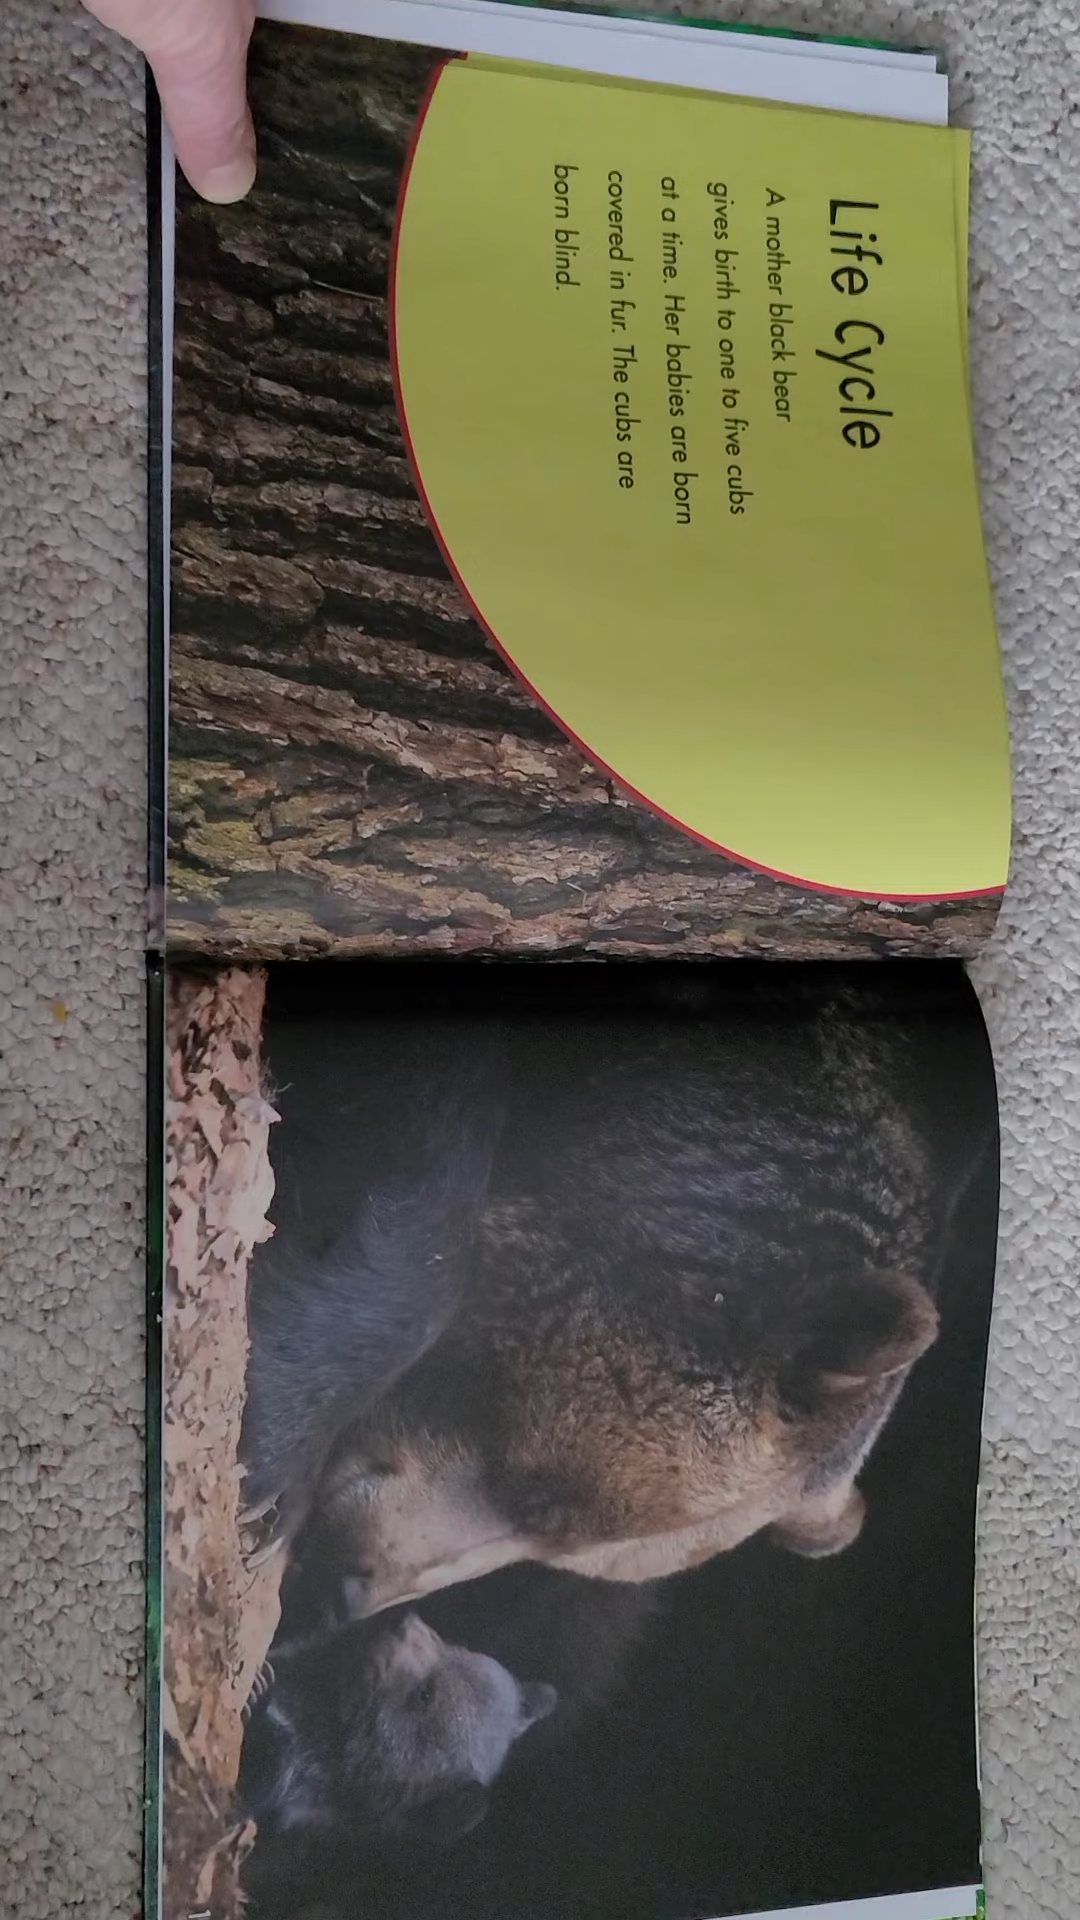 Life Cycle
A mother black bear
gives birth to one to five cubs
at a time. Her babies are born
covered in fur. The cubs are
born blind.